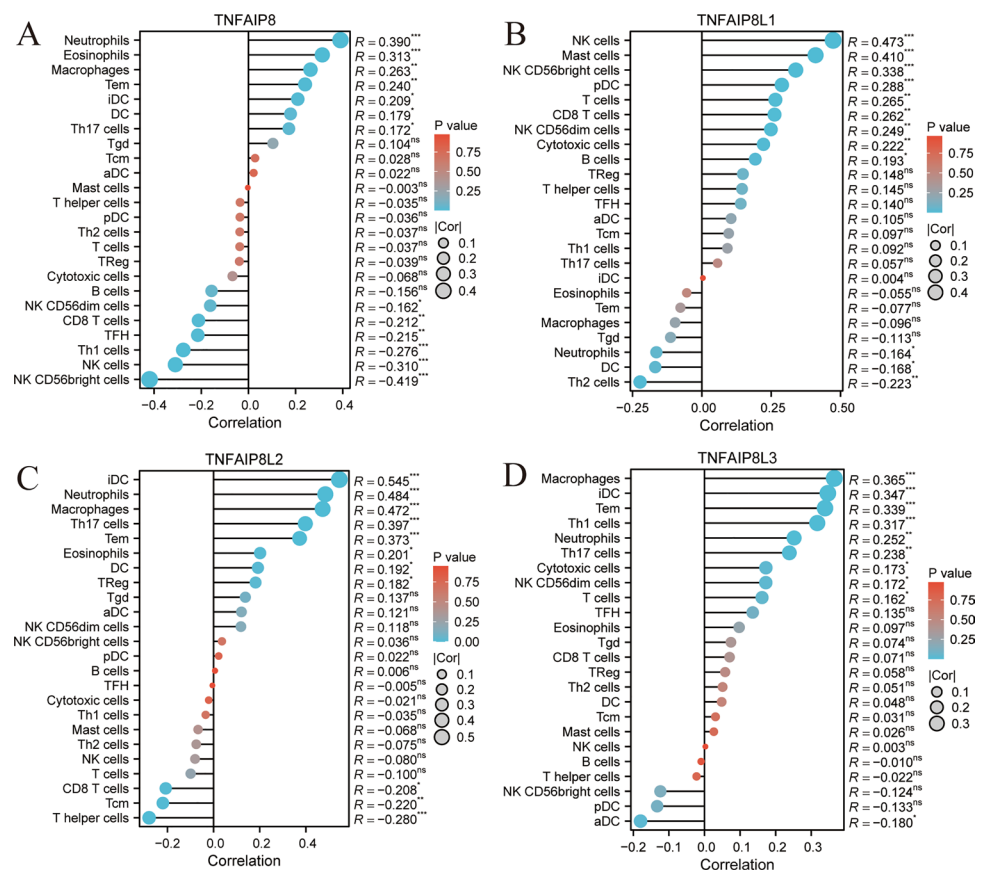 A
TNFAIP8
Neutrophils R = 0.390***
Eosinophils R = 0.313***
Macrophages R = 0.263**
Tem R = 0.240**
iDC R = 0.209*
DC R = 0.179*
Th17 cells R = 0.172*
Tgd R = 0.104ns
Tcm R = 0.028ns
aDC R = 0.022ns
Mast cells R = −0.003ns
T helper cells R = −0.035ns
pDC R = −0.036ns
Th2 cells R = −0.037ns
T cells R = −0.037ns
TReg R = −0.039ns
Cytotoxic cells R = −0.068ns
B cells R = −0.156ns
NK CD56dim cells R = −0.162*
CD8 T cells R = −0.212**
TFH R = −0.215**
Th1 cells R = −0.276***
NK cells R = −0.310***
NK CD56bright cells R = −0.419***
−0.4 −0.2 0.0 0.2 0.4
Correlation
P value
0.75
0.50
0.25
|Cor|
0.1
0.2
0.3
0.4
B
TNFAIP8L1
NK cells R = 0.473***
Mast cells R = 0.410***
NK CD56bright cells R = 0.338***
pDC R = 0.288***
T cells R = 0.265**
CD8 T cells R = 0.262**
NK CD56dim cells R = 0.249**
Cytotoxic cells R = 0.222**
B cells R = 0.193*
TReg R = 0.148ns
T helper cells R = 0.145ns
TFH R = 0.140ns
aDC R = 0.105ns
Tcm R = 0.097ns
Th1 cells R = 0.092ns
Th17 cells R = 0.057ns
iDC R = 0.004ns
Eosinophils R = −0.055ns
Tem R = −0.077ns
Macrophages R = −0.096ns
Tgd R = −0.113ns
Neutrophils R = −0.164*
DC R = −0.168*
Th2 cells R = −0.223**
−0.25 0.00 0.25 0.50
Correlation
P value
0.75
0.50
0.25
|Cor|
0.1
0.2
0.3
0.4
C
TNFAIP8L2
iDC R = 0.545***
Neutrophils R = 0.484***
Macrophages R = 0.472***
Th17 cells R = 0.397***
Tem R = 0.373***
Eosinophils R = 0.201*
DC R = 0.192*
TReg R = 0.182*
Tgd R = 0.137ns
aDC R = 0.121ns
NK CD56dim cells R = 0.118ns
NK CD56bright cells R = 0.036ns
pDC R = 0.022ns
B cells R = 0.006ns
TFH R = −0.005ns
Cytotoxic cells R = −0.021ns
Th1 cells R = −0.035ns
Mast cells R = −0.068ns
Th2 cells R = −0.075ns
NK cells R = −0.080ns
T cells R = −0.100ns
CD8 T cells R = −0.208*
Tcm R = −0.220**
T helper cells R = −0.280***
−0.2 0.0 0.2 0.4
Correlation
P value
0.75
0.50
0.25
0.00
|Cor|
0.1
0.2
0.3
0.4
0.5
D
TNFAIP8L3
Macrophages R = 0.365***
iDC R = 0.347***
Tem R = 0.339***
Th1 cells R = 0.317***
Neutrophils R = 0.252**
Th17 cells R = 0.238**
Cytotoxic cells R = 0.173*
NK CD56dim cells R = 0.172*
T cells R = 0.162*
TFH R = 0.135ns
Eosinophils R = 0.097ns
Tgd R = 0.074ns
CD8 T cells R = 0.071ns
TReg R = 0.058ns
Th2 cells R = 0.051ns
DC R = 0.048ns
Tcm R = 0.031ns
Mast cells R = 0.026ns
NK cells R = 0.003ns
B cells R = −0.010ns
T helper cells R = −0.022ns
NK CD56bright cells R = −0.124ns
pDC R = −0.133ns
aDC R = −0.180*
−0.2 −0.1 0.0 0.1 0.2 0.3
Correlation
P value
0.75
0.50
0.25
|Cor|
0.1
0.2
0.3